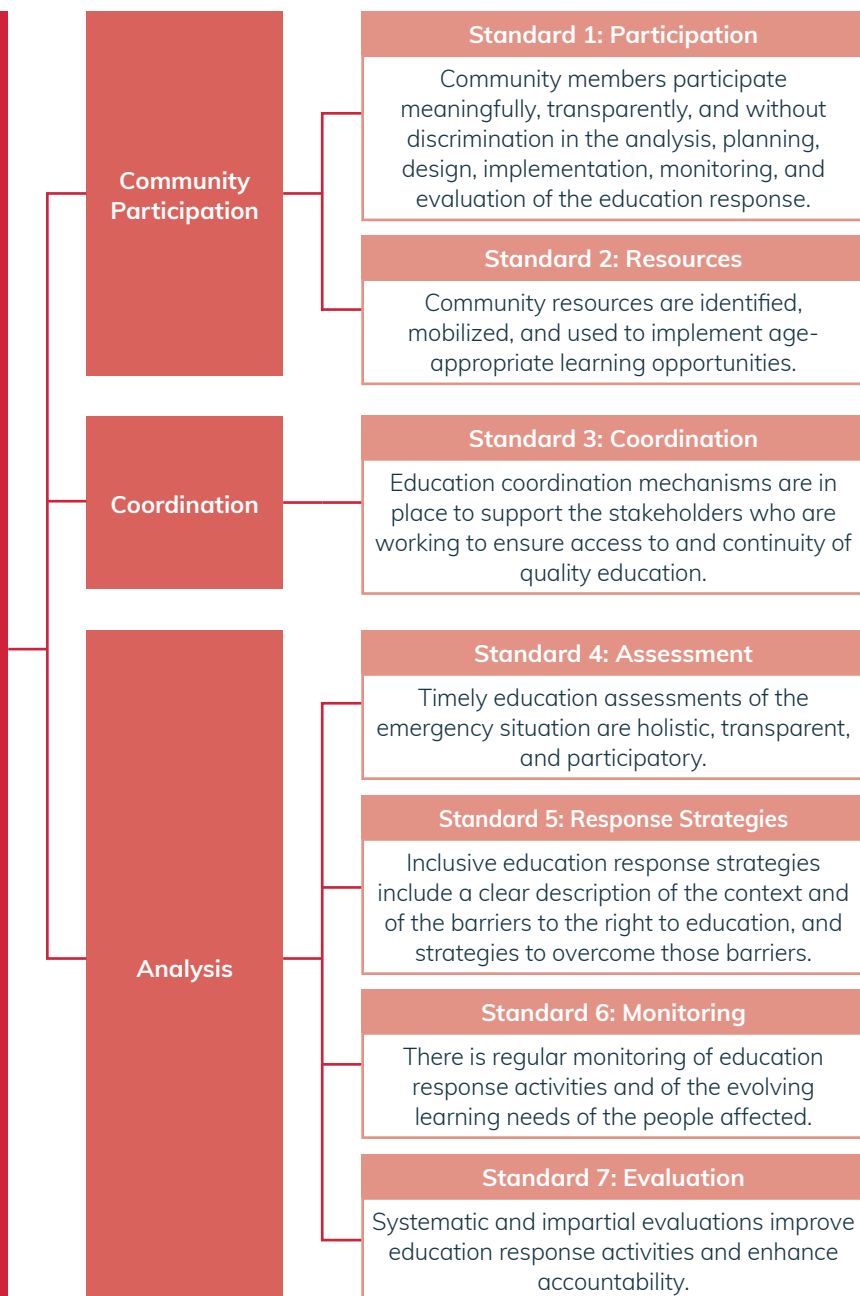 Community
Participation
Standard 1: Participation
Community members participate
meaningfully, transparently, and without
discrimination in the analysis, planning,
design, implementation, monitoring, and
evaluation of the education response.
Standard 2: Resources
Community resources are identified,
mobilized, and used to implement age-
appropriate learning opportunities.
Coordination
Standard 3: Coordination
Education coordination mechanisms are in
place to support the stakeholders who are
working to ensure access to and continuity of
quality education.
Analysis
Standard 4: Assessment
Timely education assessments of the
emergency situation are holistic, transparent,
and participatory.
Standard 5: Response Strategies
Inclusive education response strategies
include a clear description of the context and
of the barriers to the right to education, and
strategies to overcome those barriers.
Standard 6: Monitoring
There is regular monitoring of education
response activities and of the evolving
learning needs of the people affected.
Standard 7: Evaluation
Systematic and impartial evaluations improve
education response activities and enhance
accountability.